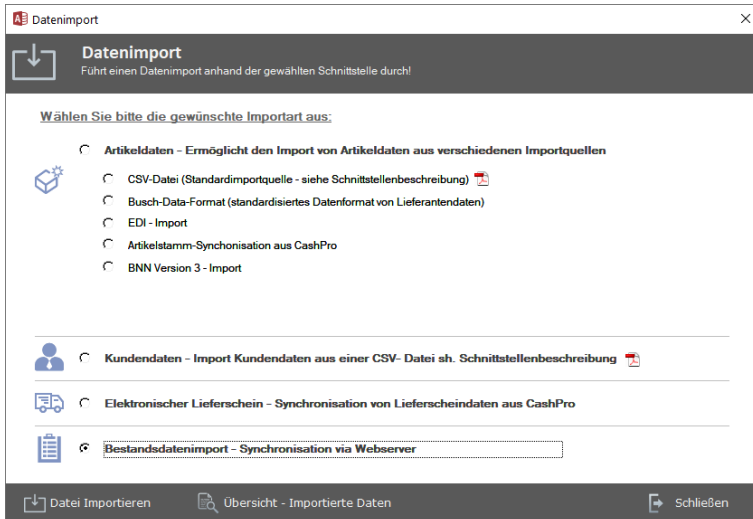 Datenimport
Datenimport
Führt einen Datenimport anhand der gewählten Schnittstelle durch!
Wählen Sie bitte die gewünschte Importart aus:
Artikeldaten - Ermöglicht den Import von Artikeldaten aus verschiedenen Importquellen
CSV-Datei (Standardimportquelle - siehe Schnittstellenbeschreibung)
Busch-Data-Format (standardisiertes Datenformat von Lieferantendaten)
EDI - Import
Artikelstamm-Synchonisation aus CashPro
BNN Version 3 - Import
Kundendaten - Import Kundendaten aus einer CSV- Datei sh. Schnittstellenbeschreibung
Elektronischer Lieferschein - Synchronisation von Lieferscheindaten aus CashPro
Bestandsdatenimport - Synchronisation via Webserver
Datei Importieren Übersicht - Importierte Daten Schließen